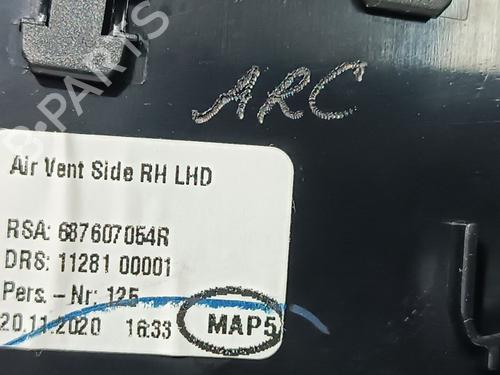 B-PARTS
ARC
Air Vent Side RH LHD
RSA: 687607054R
DRS: 11281 00001
Pers. - Nr: 125
20.11.2020 16:33 MAP5